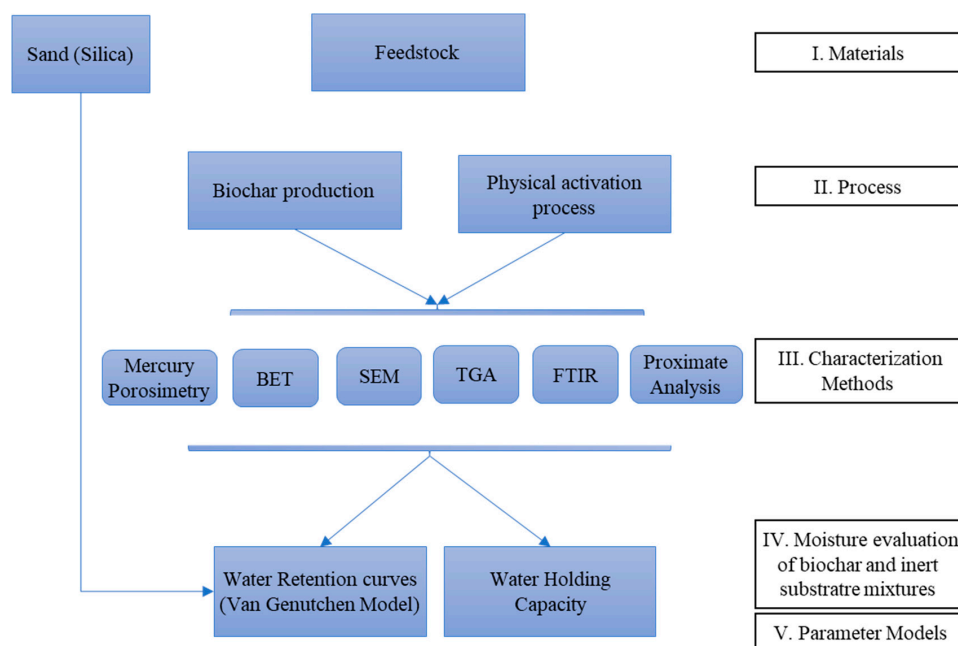 Sand (Silica)
Feedstock
I. Materials
Biochar production
Physical activation
process
II. Process
Mercury
Porosimetry
BET
SEM
TGA
FTIR
Proximate
Analysis
III. Characterization
Methods
Water Retention curves
(Van Genutchen Model)
Water Holding
Capacity
IV. Moisture evaluation
of biochar and inert
substratre mixtures
V. Parameter Models